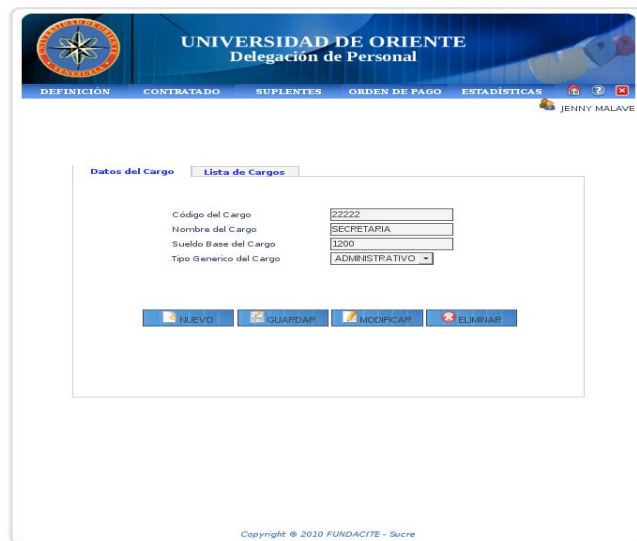 UNIVERSIDAD DE ORIENTE
Delegación de Personal
DEFINICIÓN CONTRATADO SUPLENTES ORDEN DE PAGO ESTADÍSTICAS
JENNY MALAVE
Datos del Cargo Lista de Cargos
Código del Cargo 22222
Nombre del Cargo SECRETARIA
Sueldo Base del Cargo 1200
Tipo Generico del Cargo ADMINISTRATIVO
NUEVO GUARDAR MODIFICAR ELIMINAR
Copyright © 2010 FUNDACITE - Sucre